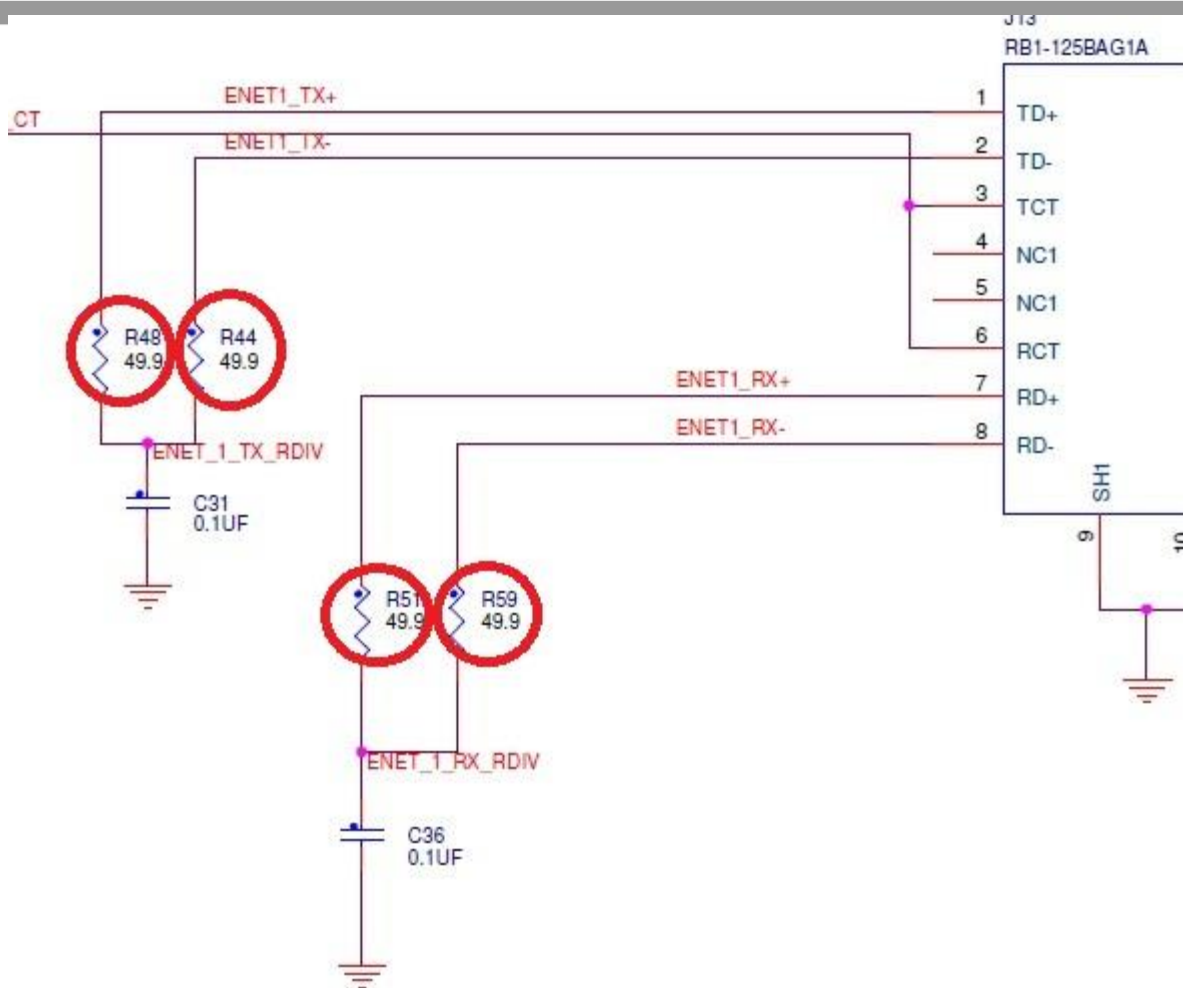 J13
RB1-125BAG1A
ENET1_TX+
_CT
ENET1_TX-
1
TD+
2
TD-
3
TCT
4
NC1
5
NC1
6
RCT
7
RD+
8
RD-
R48
49.9
R44
49.9
ENET1_RX+
ENET1_RX-
ENET_1_TX_RDIV
C31
0.1UF
SH1
9
10
R51
49.9
R59
49.9
ENET_1_RX_RDIV
C36
0.1UF